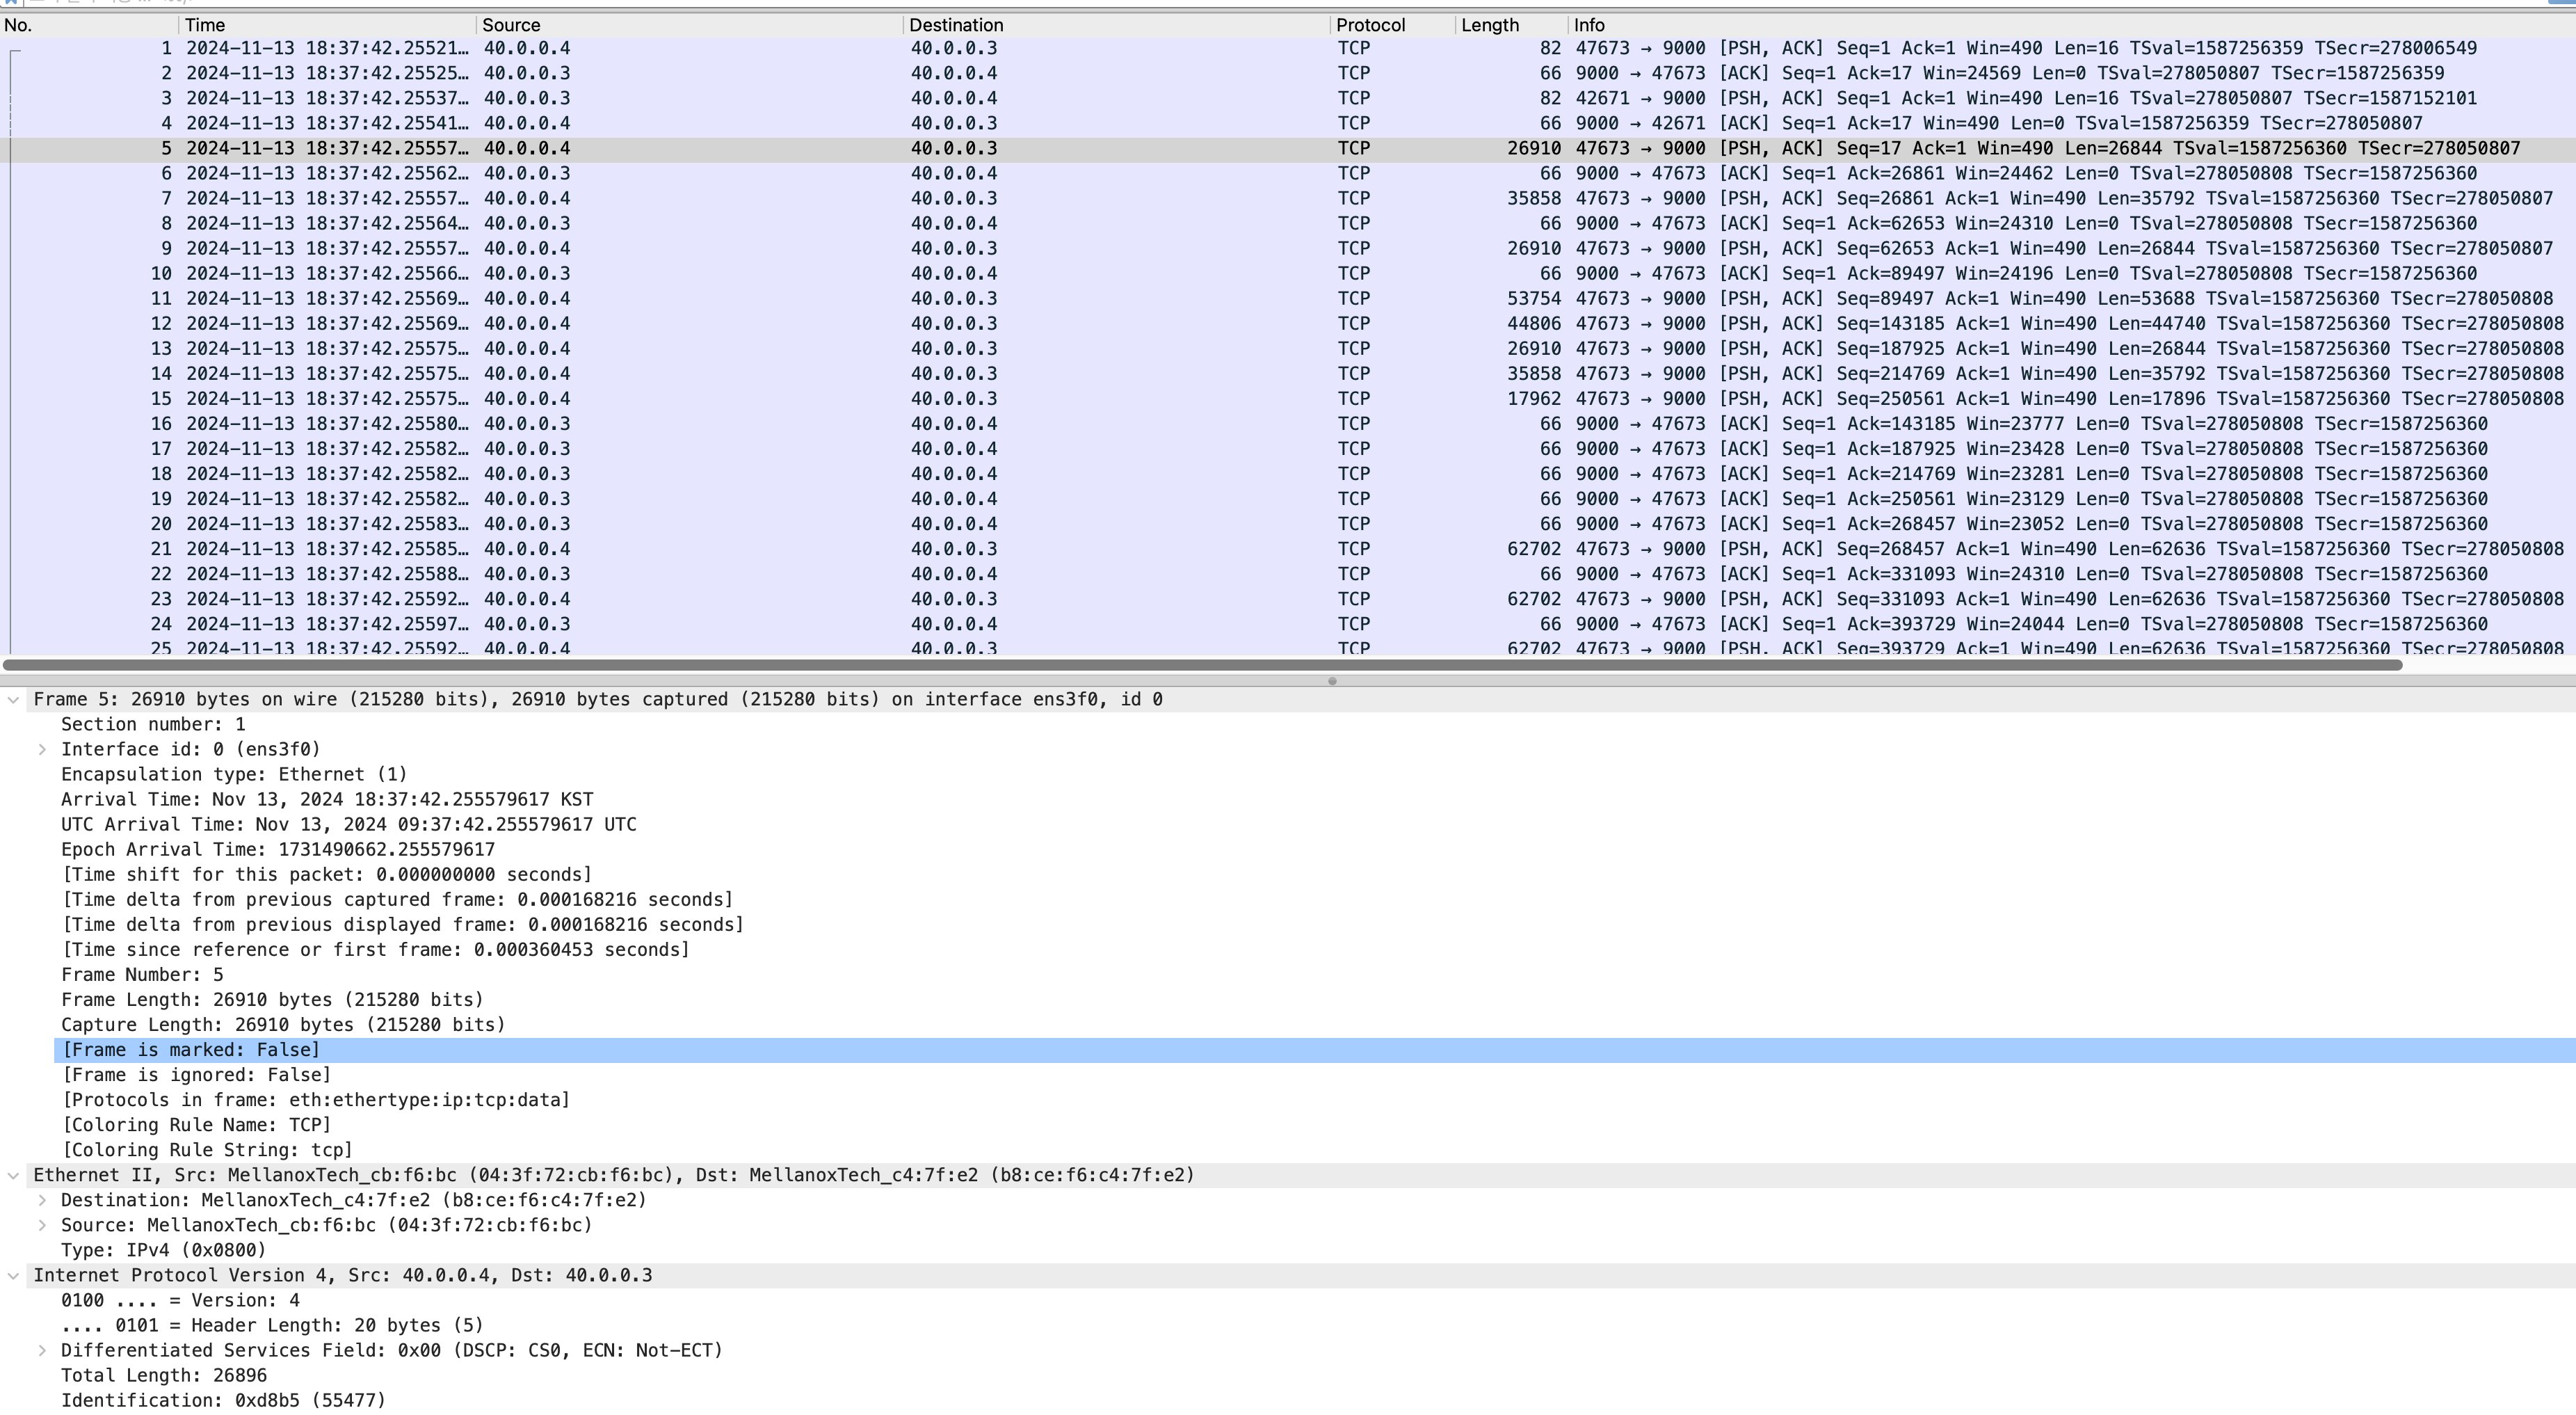 No. Time Source Destination Protocol Length Info
1 2024-11-13 18:37:42.25521… 40.0.0.4 40.0.0.3 TCP 82 47673 → 9000 [PSH, ACK] Seq=1 Ack=1 Win=490 Len=16 TSval=1587256359 TSecr=278006549
2 2024-11-13 18:37:42.25525… 40.0.0.3 40.0.0.4 TCP 66 9000 → 47673 [ACK] Seq=1 Ack=17 Win=24569 Len=0 TSval=278050807 TSecr=1587256359
3 2024-11-13 18:37:42.25537… 40.0.0.3 40.0.0.4 TCP 82 42671 → 9000 [PSH, ACK] Seq=1 Ack=1 Win=490 Len=16 TSval=278050807 TSecr=1587152101
4 2024-11-13 18:37:42.25541… 40.0.0.4 40.0.0.3 TCP 66 9000 → 42671 [ACK] Seq=1 Ack=17 Win=490 Len=0 TSval=1587256359 TSecr=278050807
5 2024-11-13 18:37:42.25557… 40.0.0.4 40.0.0.3 TCP 26910 47673 → 9000 [PSH, ACK] Seq=17 Ack=1 Win=490 Len=26844 TSval=1587256360 TSecr=278050807
6 2024-11-13 18:37:42.25562… 40.0.0.3 40.0.0.4 TCP 66 9000 → 47673 [ACK] Seq=1 Ack=26861 Win=24462 Len=0 TSval=278050808 TSecr=1587256360
7 2024-11-13 18:37:42.25557… 40.0.0.4 40.0.0.3 TCP 35858 47673 → 9000 [PSH, ACK] Seq=26861 Ack=1 Win=490 Len=35792 TSval=1587256360 TSecr=278050807
8 2024-11-13 18:37:42.25564… 40.0.0.3 40.0.0.4 TCP 66 9000 → 47673 [ACK] Seq=1 Ack=62653 Win=24310 Len=0 TSval=278050808 TSecr=1587256360
9 2024-11-13 18:37:42.25557… 40.0.0.4 40.0.0.3 TCP 26910 47673 → 9000 [PSH, ACK] Seq=62653 Ack=1 Win=490 Len=26844 TSval=1587256360 TSecr=278050807
10 2024-11-13 18:37:42.25566… 40.0.0.3 40.0.0.4 TCP 66 9000 → 47673 [ACK] Seq=1 Ack=89497 Win=24196 Len=0 TSval=278050808 TSecr=1587256360
11 2024-11-13 18:37:42.25569… 40.0.0.4 40.0.0.3 TCP 53754 47673 → 9000 [PSH, ACK] Seq=89497 Ack=1 Win=490 Len=53688 TSval=1587256360 TSecr=278050808
12 2024-11-13 18:37:42.25569… 40.0.0.4 40.0.0.3 TCP 44806 47673 → 9000 [PSH, ACK] Seq=143185 Ack=1 Win=490 Len=44740 TSval=1587256360 TSecr=278050808
13 2024-11-13 18:37:42.25575… 40.0.0.4 40.0.0.3 TCP 26910 47673 → 9000 [PSH, ACK] Seq=187925 Ack=1 Win=490 Len=26844 TSval=1587256360 TSecr=278050808
14 2024-11-13 18:37:42.25575… 40.0.0.4 40.0.0.3 TCP 35858 47673 → 9000 [PSH, ACK] Seq=214769 Ack=1 Win=490 Len=35792 TSval=1587256360 TSecr=278050808
15 2024-11-13 18:37:42.25575… 40.0.0.4 40.0.0.3 TCP 17962 47673 → 9000 [PSH, ACK] Seq=250561 Ack=1 Win=490 Len=17896 TSval=1587256360 TSecr=278050808
16 2024-11-13 18:37:42.25580… 40.0.0.3 40.0.0.4 TCP 66 9000 → 47673 [ACK] Seq=1 Ack=143185 Win=23777 Len=0 TSval=278050808 TSecr=1587256360
17 2024-11-13 18:37:42.25582… 40.0.0.3 40.0.0.4 TCP 66 9000 → 47673 [ACK] Seq=1 Ack=187925 Win=23428 Len=0 TSval=278050808 TSecr=1587256360
18 2024-11-13 18:37:42.25582… 40.0.0.3 40.0.0.4 TCP 66 9000 → 47673 [ACK] Seq=1 Ack=214769 Win=23281 Len=0 TSval=278050808 TSecr=1587256360
19 2024-11-13 18:37:42.25582… 40.0.0.3 40.0.0.4 TCP 66 9000 → 47673 [ACK] Seq=1 Ack=250561 Win=23129 Len=0 TSval=278050808 TSecr=1587256360
20 2024-11-13 18:37:42.25583… 40.0.0.3 40.0.0.4 TCP 66 9000 → 47673 [ACK] Seq=1 Ack=268457 Win=23052 Len=0 TSval=278050808 TSecr=1587256360
21 2024-11-13 18:37:42.25585… 40.0.0.4 40.0.0.3 TCP 62702 47673 → 9000 [PSH, ACK] Seq=268457 Ack=1 Win=490 Len=62636 TSval=1587256360 TSecr=278050808
22 2024-11-13 18:37:42.25588… 40.0.0.3 40.0.0.4 TCP 66 9000 → 47673 [ACK] Seq=1 Ack=331093 Win=24310 Len=0 TSval=278050808 TSecr=1587256360
23 2024-11-13 18:37:42.25592… 40.0.0.4 40.0.0.3 TCP 62702 47673 → 9000 [PSH, ACK] Seq=331093 Ack=1 Win=490 Len=62636 TSval=1587256360 TSecr=278050808
24 2024-11-13 18:37:42.25597… 40.0.0.3 40.0.0.4 TCP 66 9000 → 47673 [ACK] Seq=1 Ack=393729 Win=24044 Len=0 TSval=278050808 TSecr=1587256360
25 2024-11-13 18:37:42.25592… 40.0.0.4 40.0.0.3 TCP 62702 47673 → 9000 [PSH, ACK] Seq=393729 Ack=1 Win=490 Len=62636 TSval=1587256360 TSecr=278050808
Frame 5: 26910 bytes on wire (215280 bits), 26910 bytes captured (215280 bits) on interface ens3f0, id 0
Section number: 1
Interface id: 0 (ens3f0)
Encapsulation type: Ethernet (1)
Arrival Time: Nov 13, 2024 18:37:42.255579617 KST
UTC Arrival Time: Nov 13, 2024 09:37:42.255579617 UTC
Epoch Arrival Time: 1731490662.255579617
[Time shift for this packet: 0.000000000 seconds]
[Time delta from previous captured frame: 0.000168216 seconds]
[Time delta from previous displayed frame: 0.000168216 seconds]
[Time since reference or first frame: 0.000360453 seconds]
Frame Number: 5
Frame Length: 26910 bytes (215280 bits)
Capture Length: 26910 bytes (215280 bits)
[Frame is marked: False]
[Frame is ignored: False]
[Protocols in frame: eth:ethertype:ip:tcp:data]
[Coloring Rule Name: TCP]
[Coloring Rule String: tcp]
Ethernet II, Src: MellanoxTech_cb:f6:bc (04:3f:72:cb:f6:bc), Dst: MellanoxTech_c4:7f:e2 (b8:ce:f6:c4:7f:e2)
Destination: MellanoxTech_c4:7f:e2 (b8:ce:f6:c4:7f:e2)
Source: MellanoxTech_cb:f6:bc (04:3f:72:cb:f6:bc)
Type: IPv4 (0x0800)
Internet Protocol Version 4, Src: 40.0.0.4, Dst: 40.0.0.3
0100 .... = Version: 4
.... 0101 = Header Length: 20 bytes (5)
Differentiated Services Field: 0x00 (DSCP: CS0, ECN: Not-ECT)
Total Length: 26896
Identification: 0xd8b5 (55477)